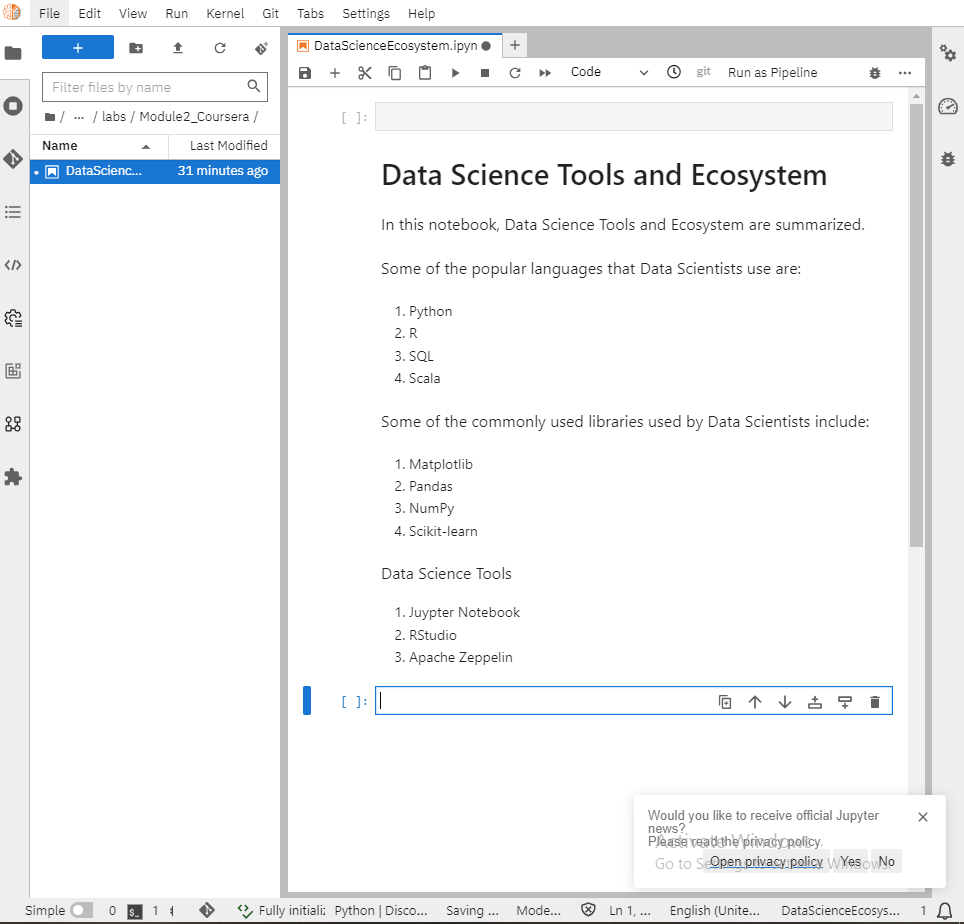 File Edit View Run Kernel Git Tabs Settings Help
+
Filter files by name
/ ... / labs / Module2_Coursera /
Name Last Modified
DataScienc... 31 minutes ago
DataScienceEcosystem.ipyn
+
Code git Run as Pipeline ...
[ ]:
Data Science Tools and Ecosystem
In this notebook, Data Science Tools and Ecosystem are summarized.
Some of the popular languages that Data Scientists use are:
1. Python
2. R
3. SQL
4. Scala
Some of the commonly used libraries used by Data Scientists include:
1. Matplotlib
2. Pandas
3. NumPy
4. Scikit-learn
Data Science Tools
1. Juypter Notebook
2. RStudio
3. Apache Zeppelin
[ ]:
Would you like to receive official Jupyter
news?
Please read the privacy policy.
Activate Windows
Go to Settings to activate Windows.
Open privacy policy Yes No
Simple 0 $_ 1 Fully initializ Python | Disco... Saving ... Mode... Ln 1, ... English (Unite... DataScienceEcosys... 1